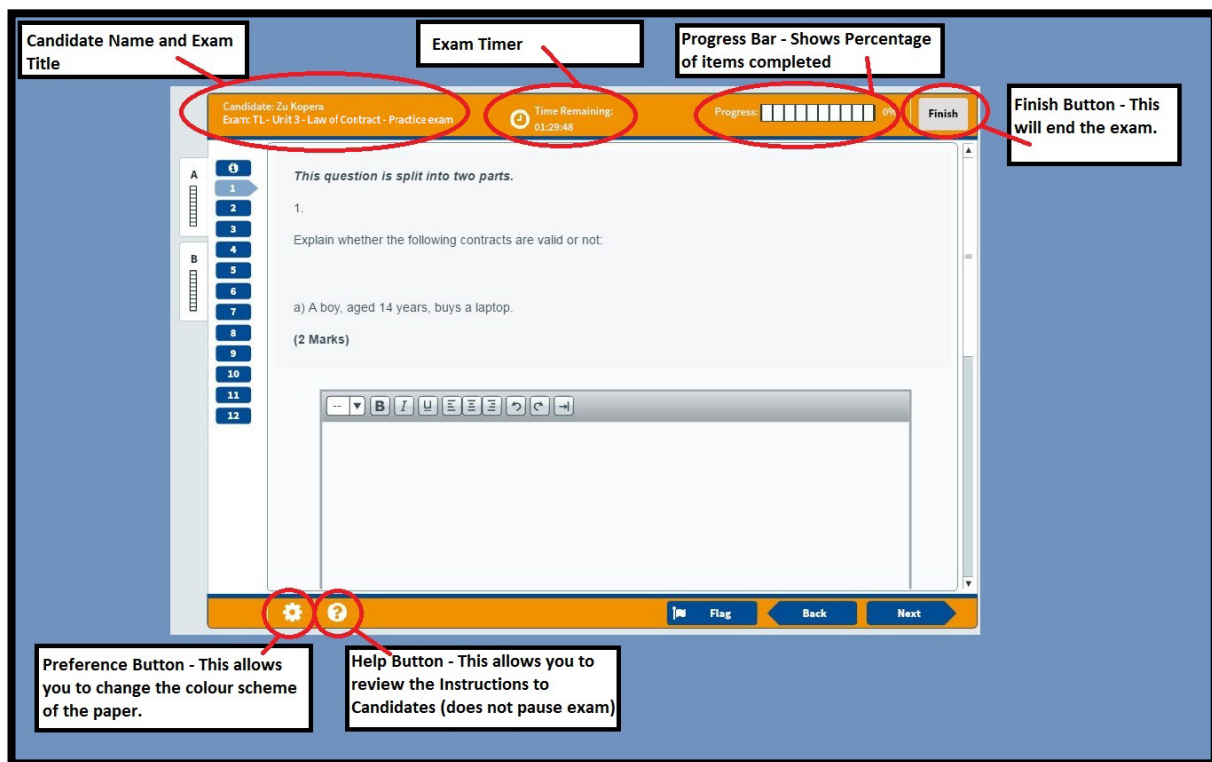 Candidate Name and Exam
Title
Exam Timer
Progress Bar - Shows Percentage
of items completed
Finish Button - This
will end the exam.
Candidate: Zu Kopera
Exam: TL - Unit 3 - Law of Contract - Practice exam
Time Remaining:
01:29:48
Progress:
0%
Finish
A
B
1
2
3
4
5
6
7
8
9
10
11
12
This question is split into two parts.
1.
Explain whether the following contracts are valid or not:
a) A boy, aged 14 years, buys a laptop.
(2 Marks)
-- B I U
Flag
Back
Next
Preference Button - This allows
you to change the colour scheme
of the paper.
Help Button - This allows you to
review the Instructions to
Candidates (does not pause exam)